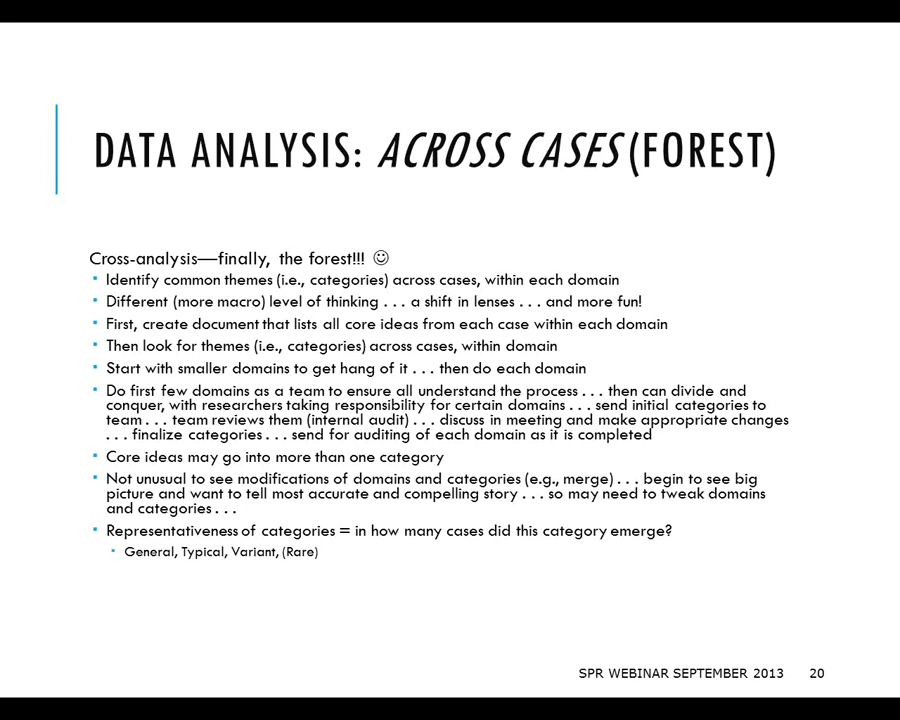 DATA ANALYSIS: ACROSS CASES (FOREST)
Cross-analysis—finally, the forest!!! ☺
▪ Identify common themes (i.e., categories) across cases, within each domain
▪ Different (more macro) level of thinking . . . a shift in lenses . . . and more fun!
▪ First, create document that lists all core ideas from each case within each domain
▪ Then look for themes (i.e., categories) across cases, within domain
▪ Start with smaller domains to get hang of it . . . then do each domain
▪ Do first few domains as a team to ensure all understand the process . . . then can divide and
conquer, with researchers taking responsibility for certain domains . . . send initial categories to
team . . . team reviews them (internal audit) . . . discuss in meeting and make appropriate changes
. . . finalize categories . . . send for auditing of each domain as it is completed
▪ Core ideas may go into more than one category
▪ Not unusual to see modifications of domains and categories (e.g., merge) . . . begin to see big
picture and want to tell most accurate and compelling story . . . so may need to tweak domains
and categories . . .
▪ Representativeness of categories = in how many cases did this category emerge?
▪ General, Typical, Variant, (Rare)
SPR WEBINAR SEPTEMBER 2013 20